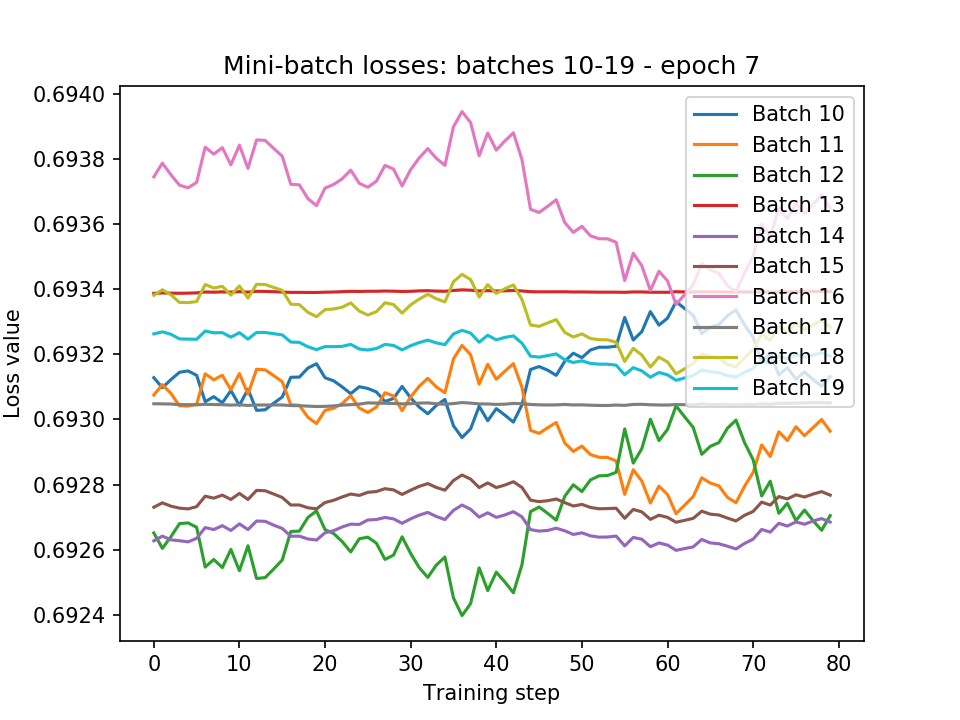 Mini-batch losses: batches 10-19 - epoch 7
Loss value
0.6940
0.6938
0.6936
0.6934
0.6932
0.6930
0.6928
0.6926
0.6924
Batch 10
Batch 11
Batch 12
Batch 13
Batch 14
Batch 15
Batch 16
Batch 17
Batch 18
Batch 19
0 10 20 30 40 50 60 70 80
Training step